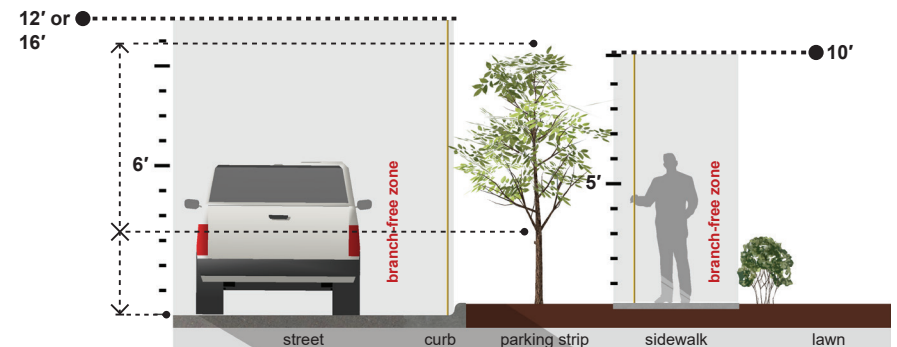 12′ or
16′
10′
6′
5′
branch-free zone
branch-free zone
street
curb
parking strip
sidewalk
lawn